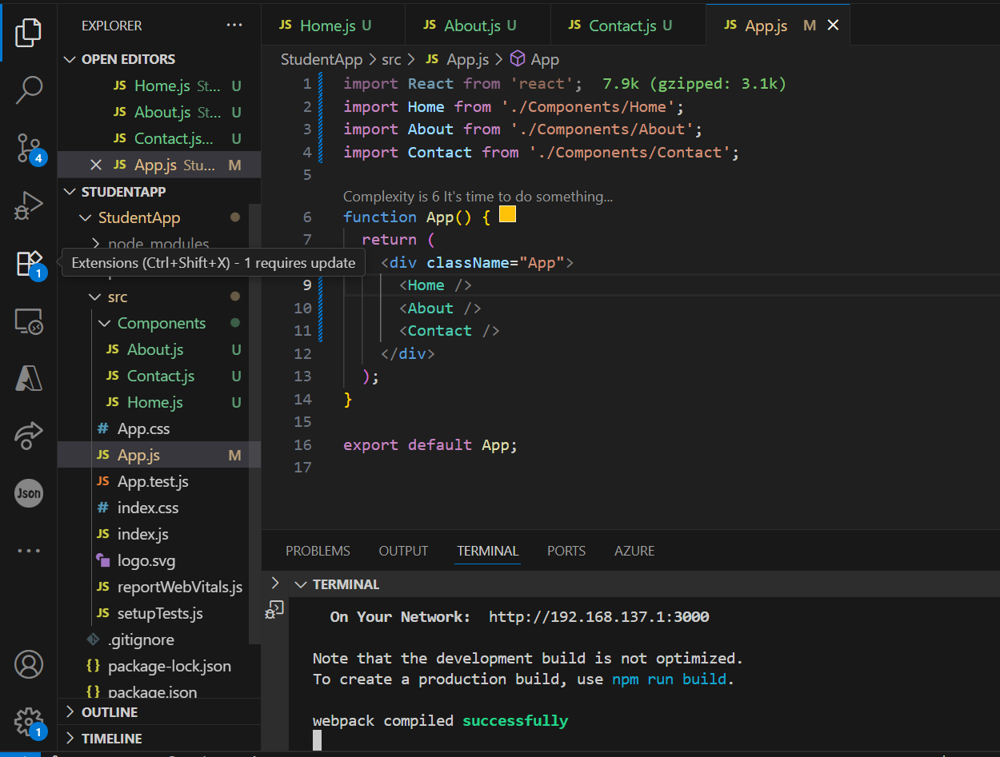 EXPLORER ···
OPEN EDITORS
JS Home.js St... U
JS About.js St... U
JS Contact.js... U
JS App.js Stu... M
STUDENTAPP
StudentApp
node_modules
Extensions (Ctrl+Shift+X) - 1 requires update
src
Components
JS About.js U
JS Contact.js U
JS Home.js U
# App.css
JS App.js M
JS App.test.js
# index.css
JS index.js
logo.svg
JS reportWebVitals.js
JS setupTests.js
.gitignore
{} package-lock.json
{} package.json
OUTLINE
TIMELINE
4
1
Json
1
JS Home.js U
JS About.js U
JS Contact.js U
JS App.js M
StudentApp > src > JS App.js > App
1 import React from 'react'; 7.9k (gzipped: 3.1k)
2 import Home from './Components/Home';
3 import About from './Components/About';
4 import Contact from './Components/Contact';
5
Complexity is 6 It's time to do something...
6 function App() {
7 return (
<div className="App">
9 <Home />
10 <About />
11 <Contact />
12 </div>
13 );
14 }
15
16 export default App;
17
PROBLEMS OUTPUT TERMINAL PORTS AZURE
TERMINAL
On Your Network: http://192.168.137.1:3000
Note that the development build is not optimized.
To create a production build, use npm run build.
webpack compiled successfully